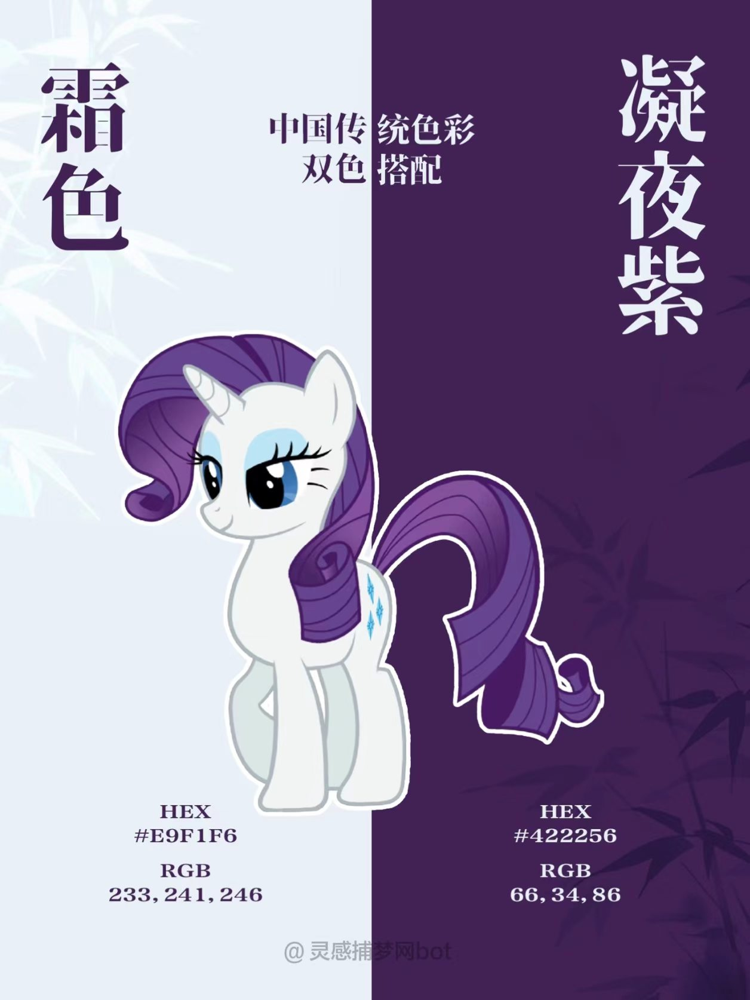 霜色
中国传统色彩
双色搭配
凝夜紫
HEX
#E9F1F6
RGB
233,241,246
HEX
#422256
RGB
66,34,86
@灵感捕梦网bot